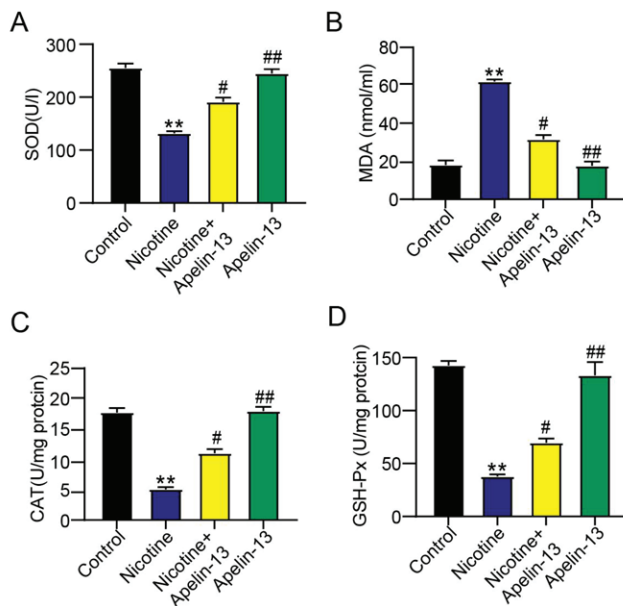 A
SOD(U/l)
300
200
100
0
**
#
##
Control
Nicotine
Nicotine+
Apelin-13
Apelin-13
B
MDA (nmol/ml)
80
60
40
20
0
**
#
##
Control
Nicotine
Nicotine+
Apelin-13
Apelin-13
C
CAT(U/mg protcin)
25
20
15
10
5
0
**
#
##
Control
Nicotine
Nicotine+
Apelin-13
Apelin-13
D
GSH-Px (U/mg protcin)
150
100
50
0
**
#
##
Control
Nicotine
Nicotine+
Apelin-13
Apelin-13